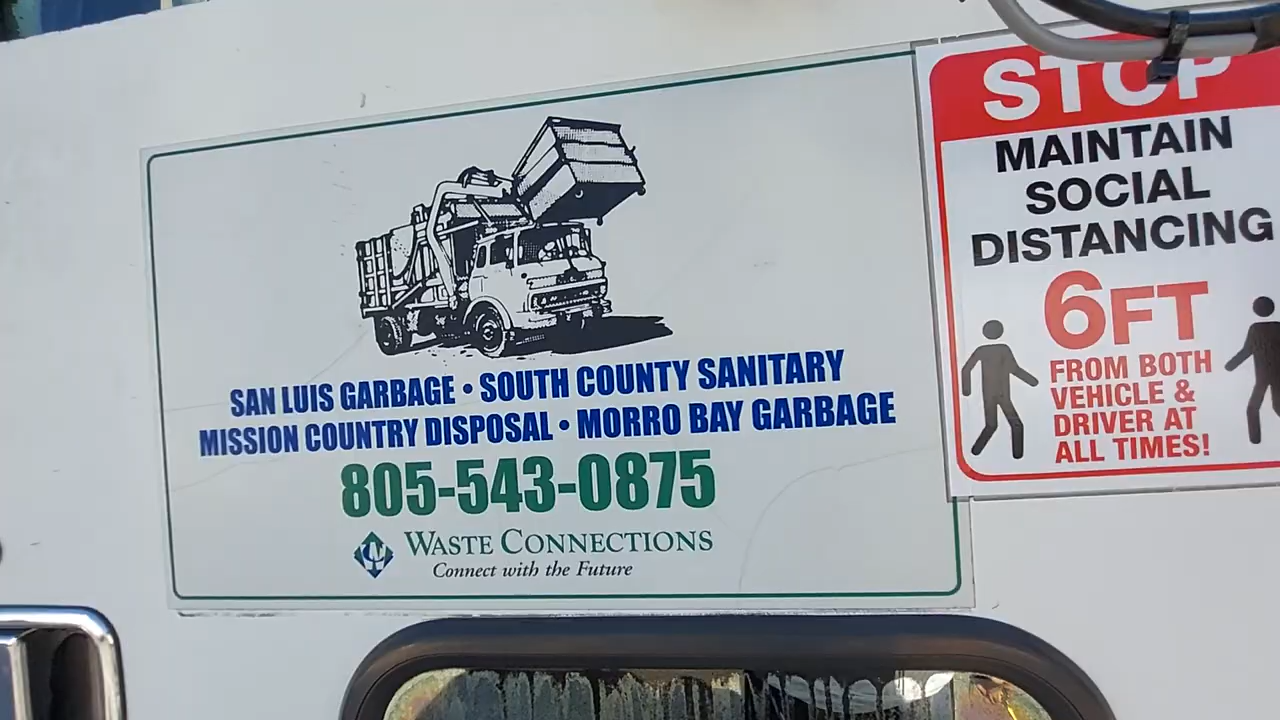 SAN LUIS GARBAGE • SOUTH COUNTY SANITARY
MISSION COUNTRY DISPOSAL • MORRO BAY GARBAGE
805-543-0875
WASTE CONNECTIONS
Connect with the Future
STOP
MAINTAIN
SOCIAL
DISTANCING
6FT
FROM BOTH
VEHICLE &
DRIVER AT
ALL TIMES!